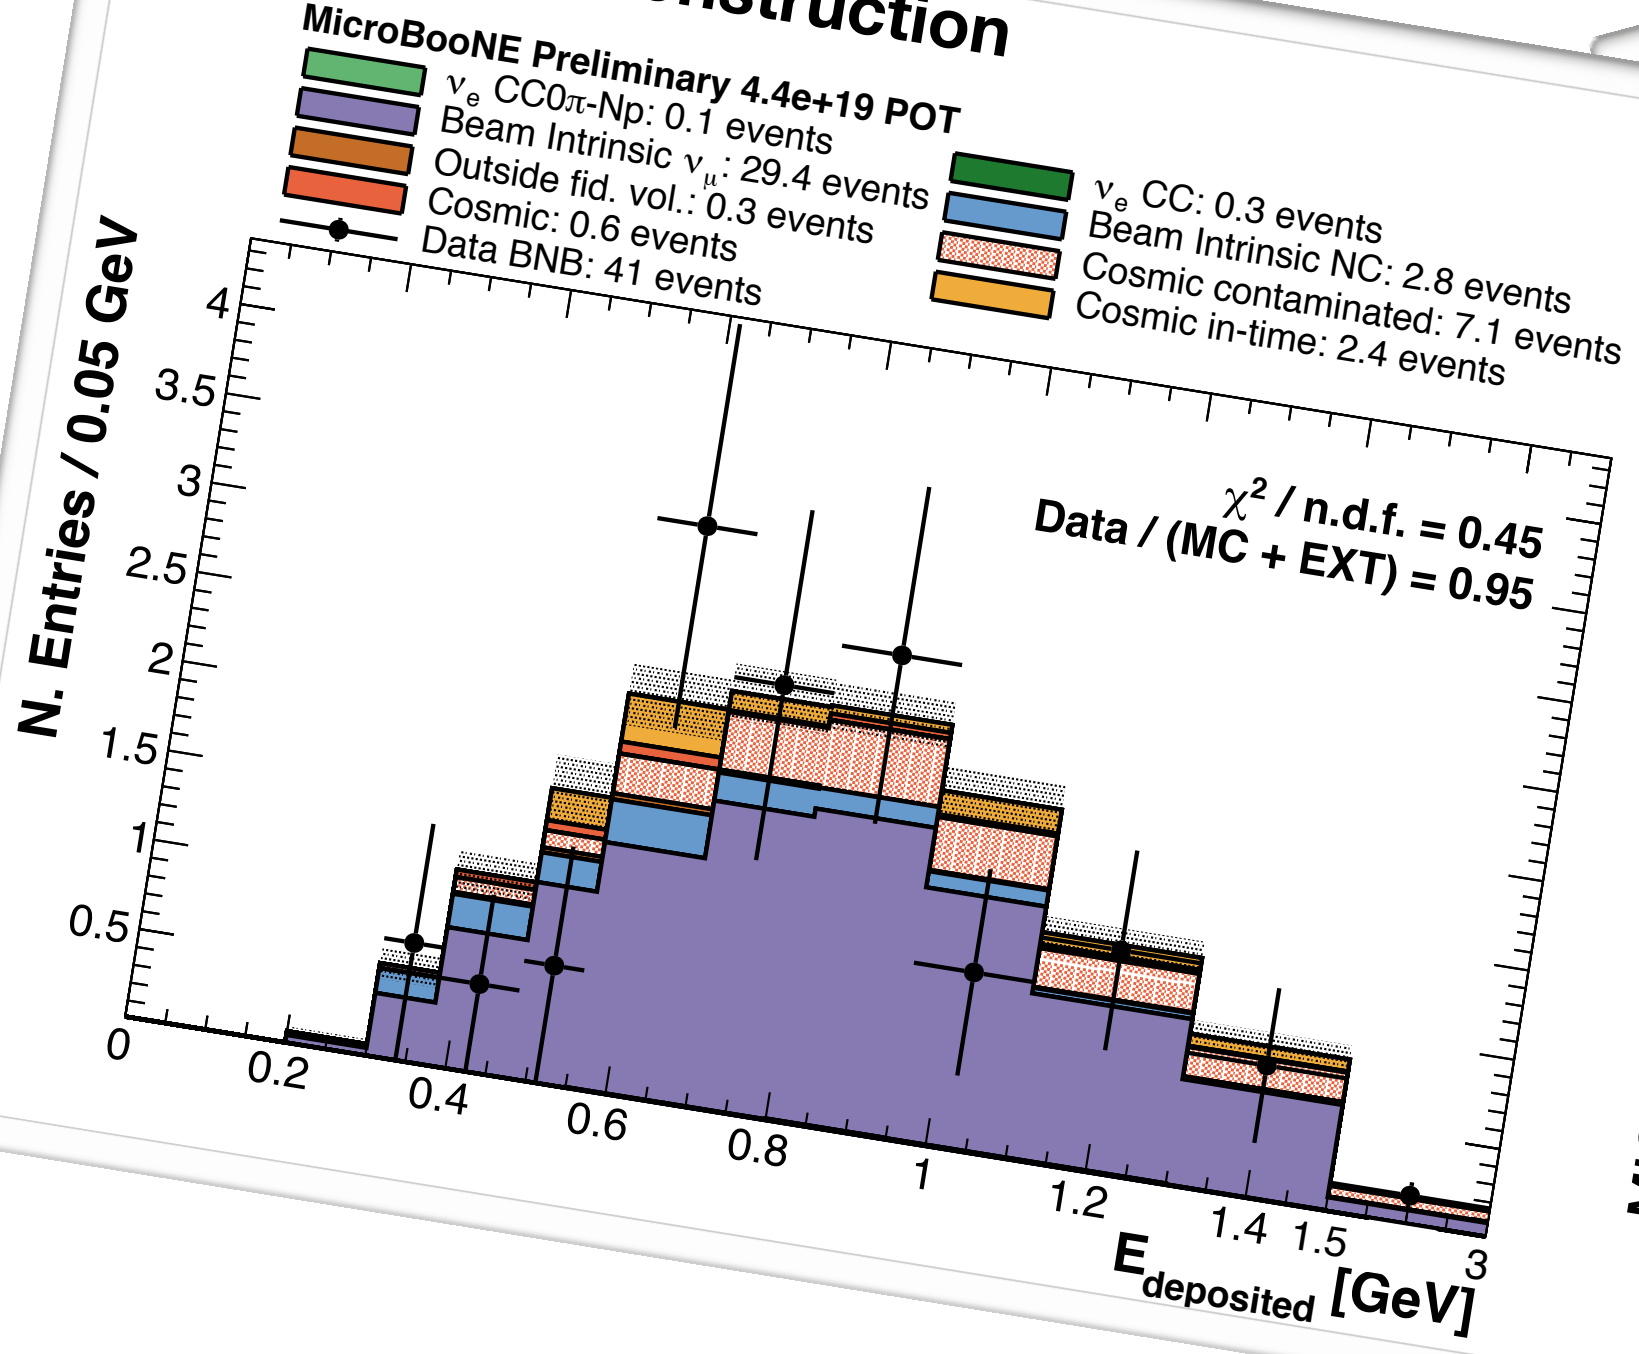 MicroBooNE Preliminary 4.4e+19 POT
νe CC0π-Np: 0.1 events
Beam Intrinsic νμ: 29.4 events
Outside fid. vol.: 0.3 events
Cosmic: 0.6 events
Data BNB: 41 events
νe CC: 0.3 events
Beam Intrinsic NC: 2.8 events
Cosmic contaminated: 7.1 events
Cosmic in-time: 2.4 events
χ² / n.d.f. = 0.45
Data / (MC + EXT) = 0.95
N. Entries / 0.05 GeV
4
3.5
3
2.5
2
1.5
1
0.5
0
0.2
0.4
0.6
0.8
1
1.2
1.4
1.5
3
Edeposited [GeV]